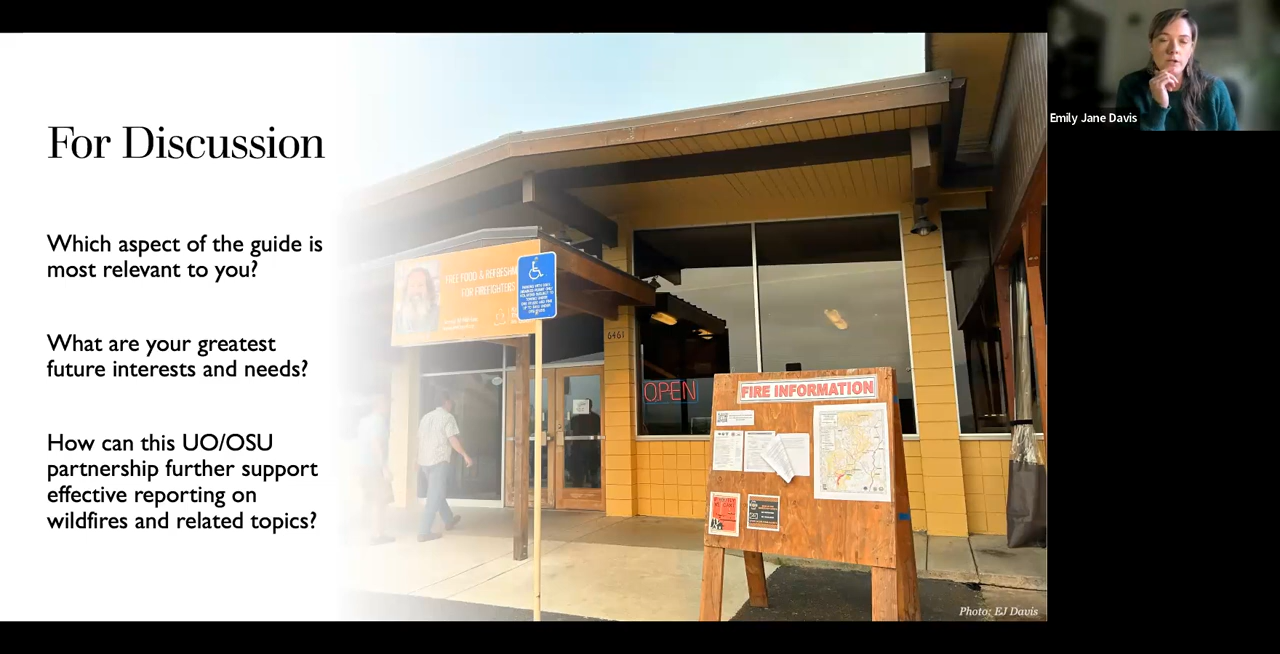 For Discussion
Which aspect of the guide is
most relevant to you?
What are your greatest
future interests and needs?
How can this UO/OSU
partnership further support
effective reporting on
wildfires and related topics?
FREE FOOD & REFRESHM
FOR FIREFIGHTERS
6461
OPEN
FIRE INFORMATION
Photo: EJ Davis
Emily Jane Davis